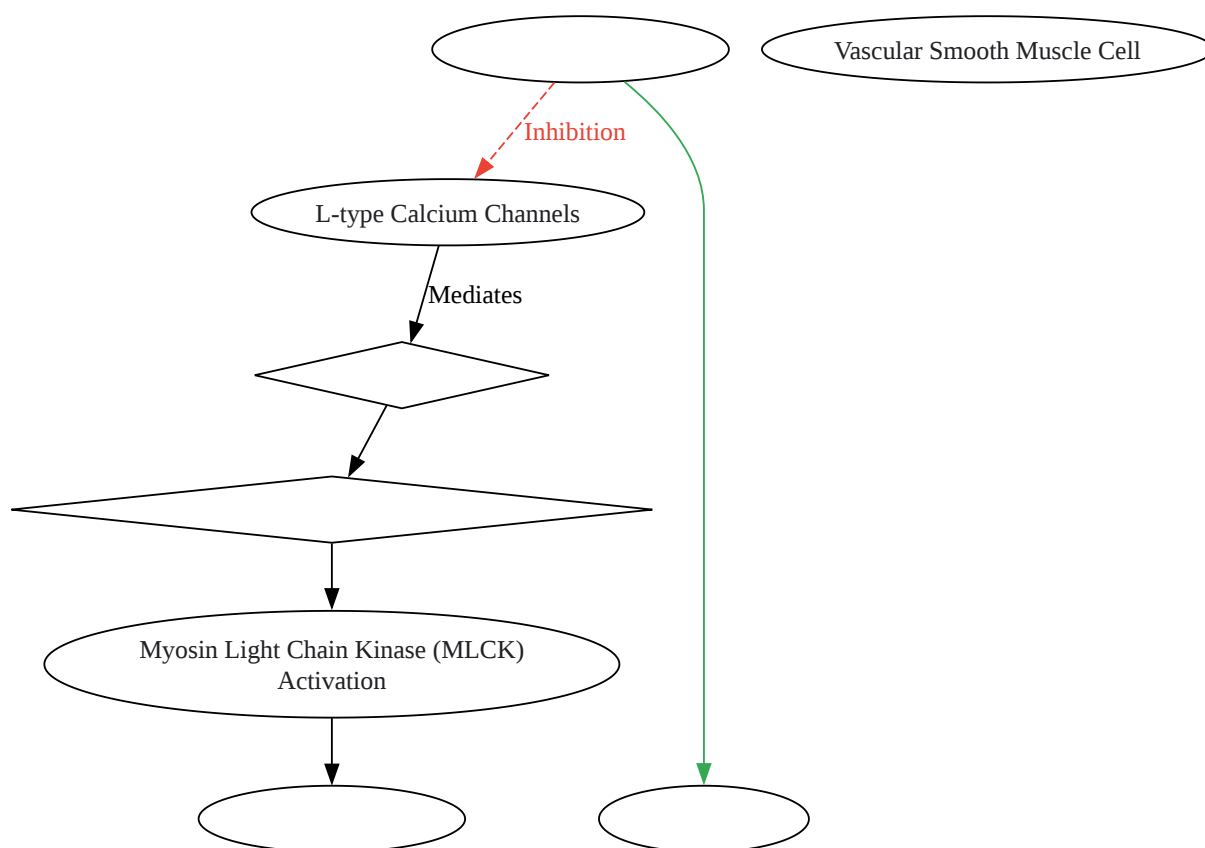 Vascular Smooth Muscle Cell
Inhibition
L-type Calcium Channels
Mediates
Myosin Light Chain Kinase (MLCK)
Activation